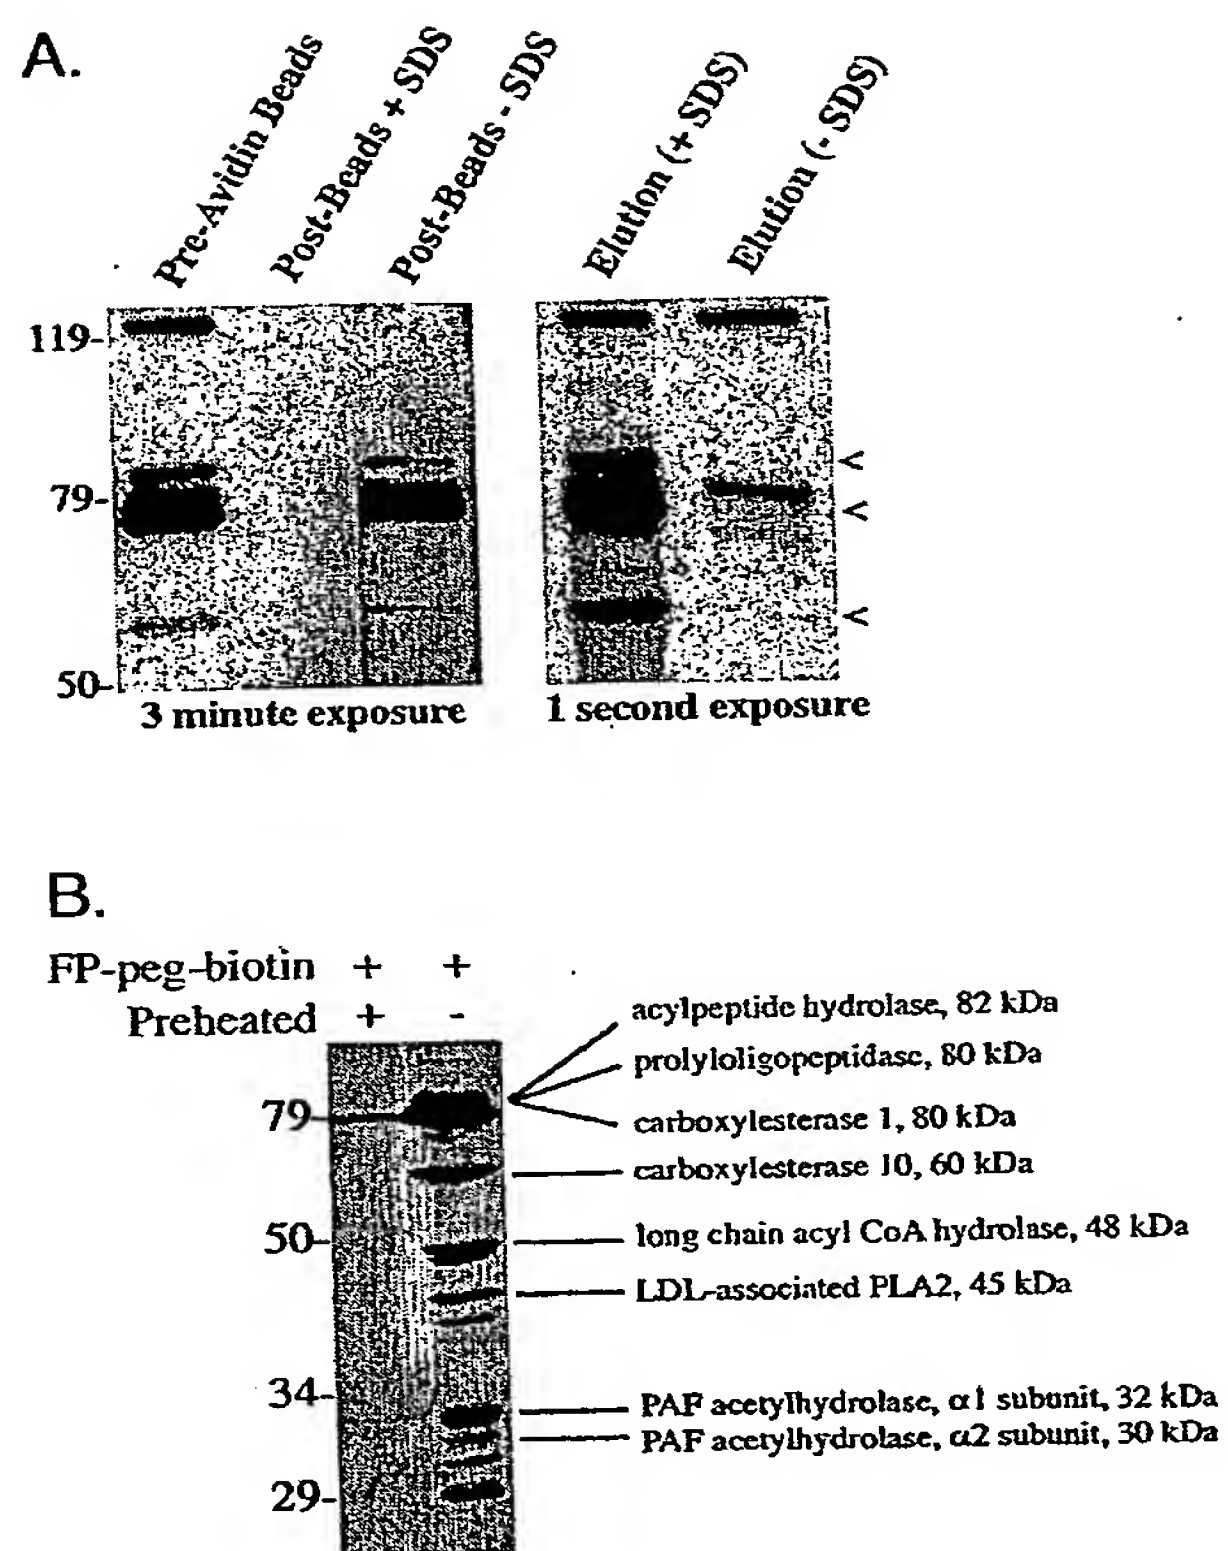 A.
Pre-Avidin Beads
Post-Beads + SDS
Post-Beads - SDS
Elution (+ SDS)
Elution (- SDS)
119-
79-
50-
<
<
<
3 minute exposure
1 second exposure
B.
FP-peg-biotin + +
Preheated + -
79-
50-
34-
29-
acylpeptide hydrolase, 82 kDa
prolyloligopeptidase, 80 kDa
carboxylesterase 1, 80 kDa
carboxylesterase 10, 60 kDa
long chain acyl CoA hydrolase, 48 kDa
LDL-associated PLA2, 45 kDa
PAF acetylhydrolase, α1 subunit, 32 kDa
PAF acetylhydrolase, α2 subunit, 30 kDa